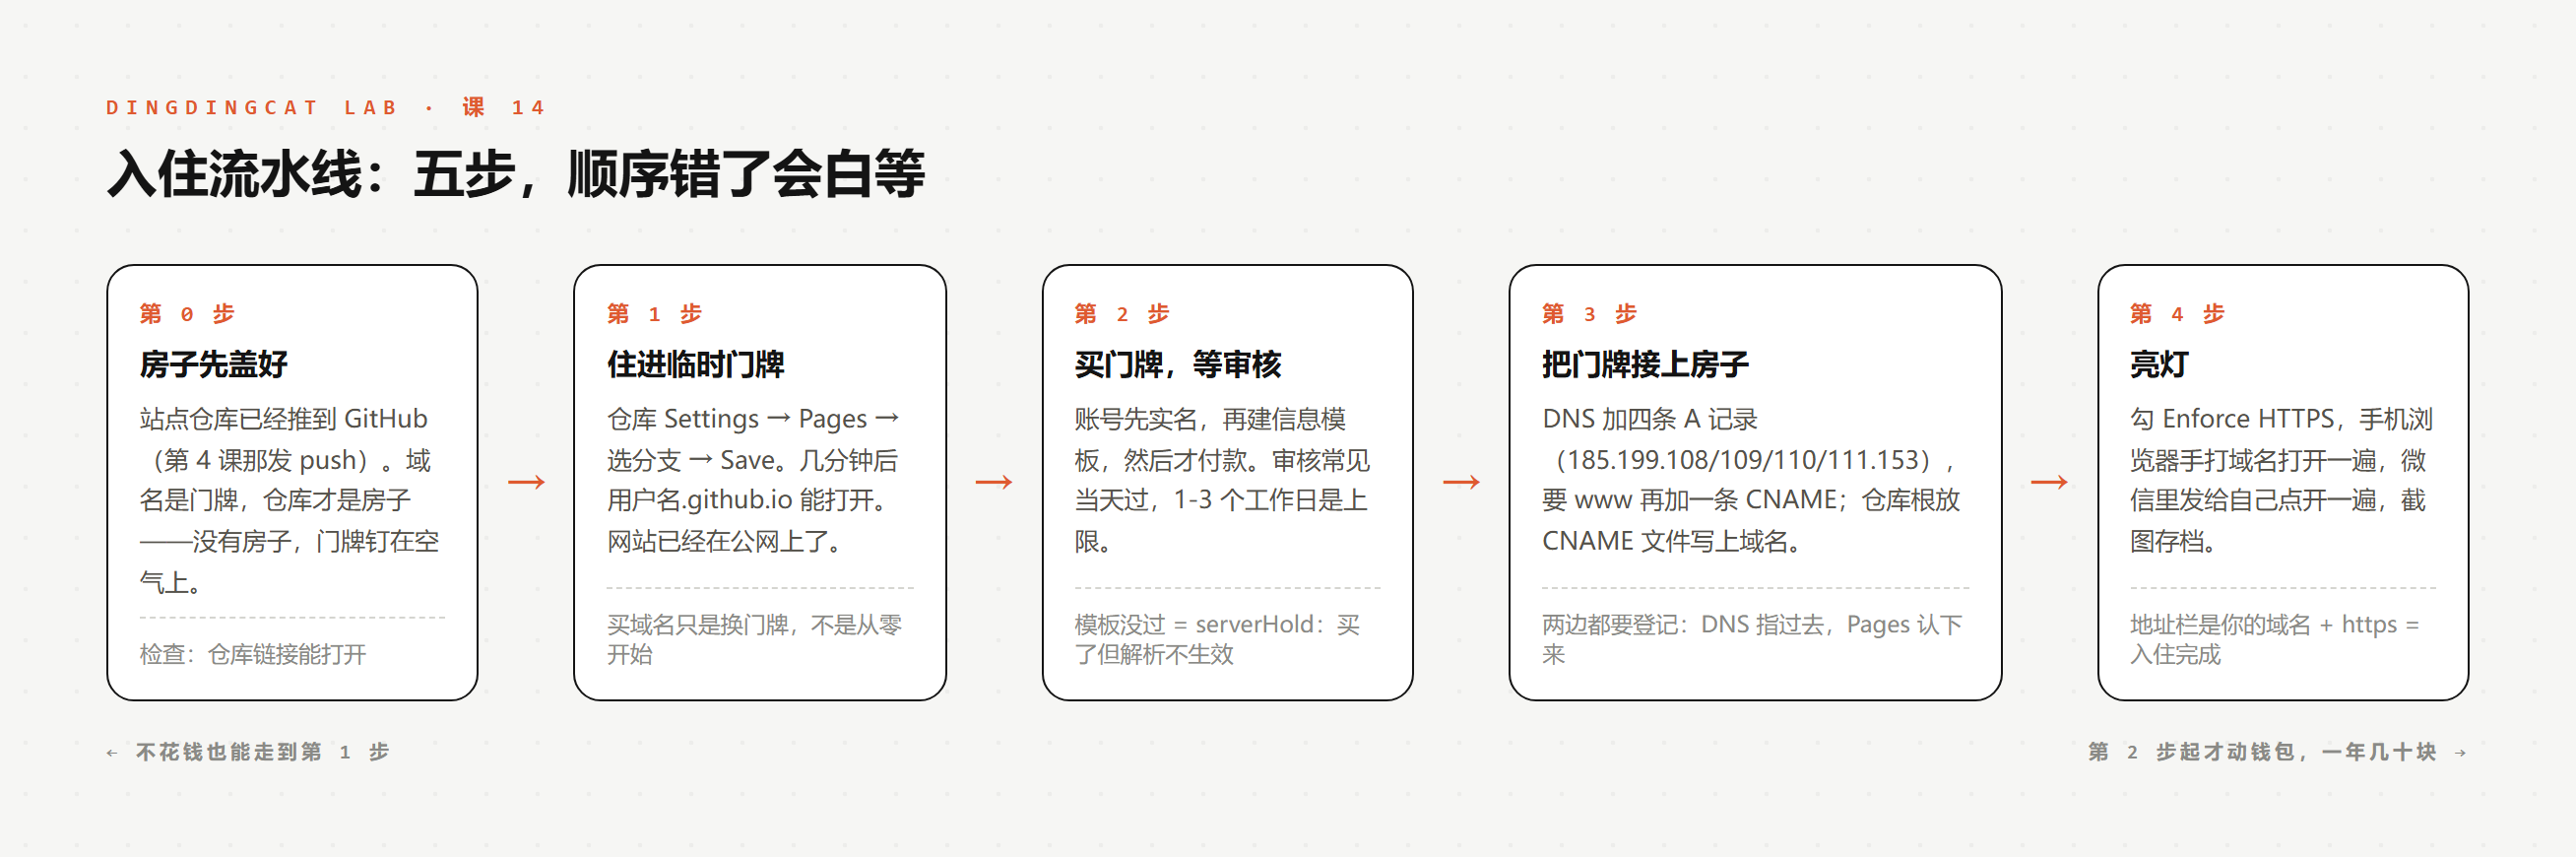 DINGDINGCAT LAB · 课 14
入住流水线：五步，顺序错了会白等
第 0 步
房子先盖好
站点仓库已经推到 GitHub
（第 4 课那发 push）。域
名是门牌，仓库才是房子
——没有房子，门牌钉在空
气上。
检查：仓库链接能打开
→
第 1 步
住进临时门牌
仓库 Settings → Pages →
选分支 → Save。几分钟后
用户名.github.io 能打开。
网站已经在公网上了。
买域名只是换门牌，不是从零
开始
→
第 2 步
买门牌，等审核
账号先实名，再建信息模
板，然后才付款。审核常见
当天过，1-3 个工作日是上
限。
模板没过 = serverHold：买
了但解析不生效
→
第 3 步
把门牌接上房子
DNS 加四条 A 记录
（185.199.108/109/110/111.153），
要 www 再加一条 CNAME；仓库根放
CNAME 文件写上域名。
两边都要登记：DNS 指过去，Pages 认下
来
→
第 4 步
亮灯
勾 Enforce HTTPS，手机浏
览器手打域名打开一遍，微
信里发给自己点开一遍，截
图存档。
地址栏是你的域名 + https =
入住完成
← 不花钱也能走到第 1 步
第 2 步起才动钱包，一年几十块 →